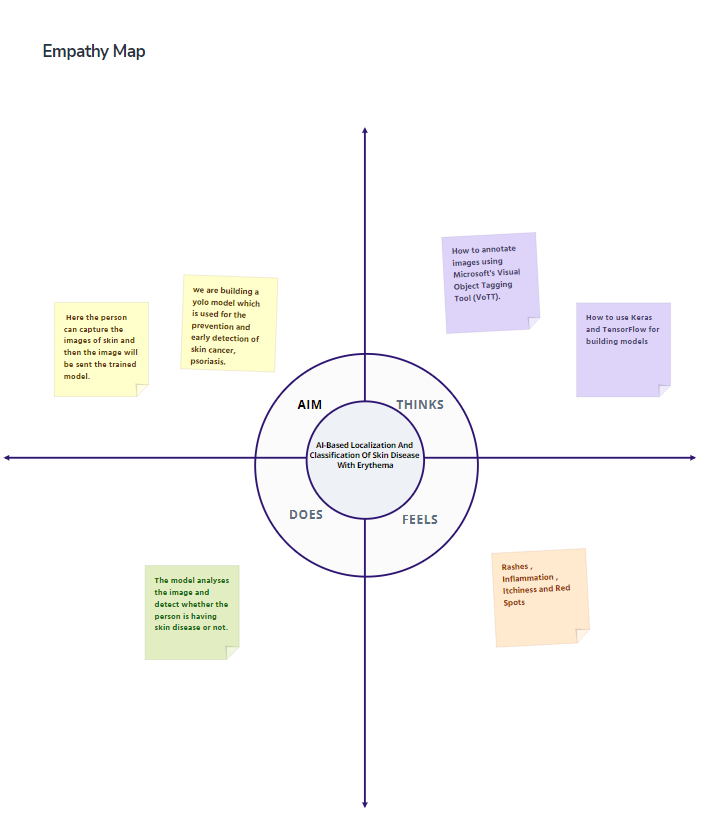 Empathy Map
How to annotate
images using
Microsoft's Visual
Object Tagging
Tool (VoTT).
we are building a
yolo model which
is used for the
prevention and
early detection of
skin cancer,
psoriasis.
Here the person
can capture the
images of skin and
then the image will
be sent the trained
model.
How to use Keras
and TensorFlow for
building models
AIM
THINKS
AI-Based Localization And
Classification Of Skin Disease
With Erythema
DOES
FEELS
The model analyses
the image and
detect whether the
person is having
skin disease or not.
Rashes ,
Inflammation ,
Itchiness and Red
Spots